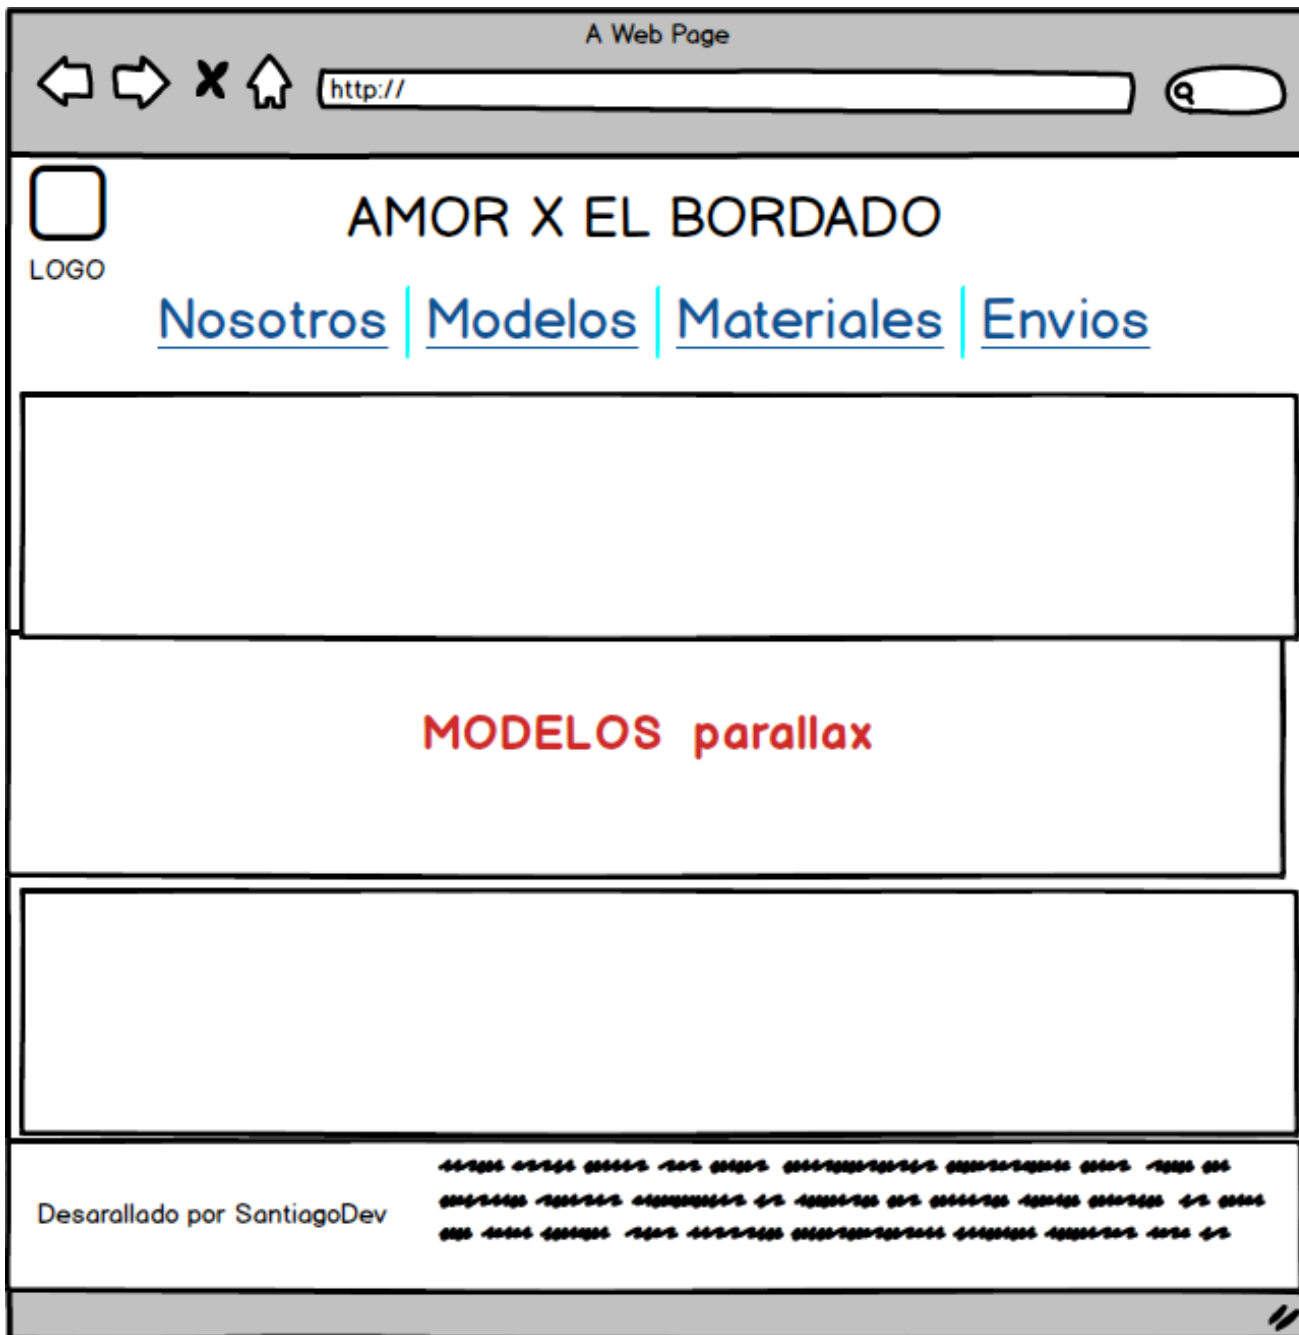 A Web Page
http://
AMOR X EL BORDADO
LOGO
Nosotros Modelos Materiales Envios
MODELOS parallax
Desarallado por SantiagoDev